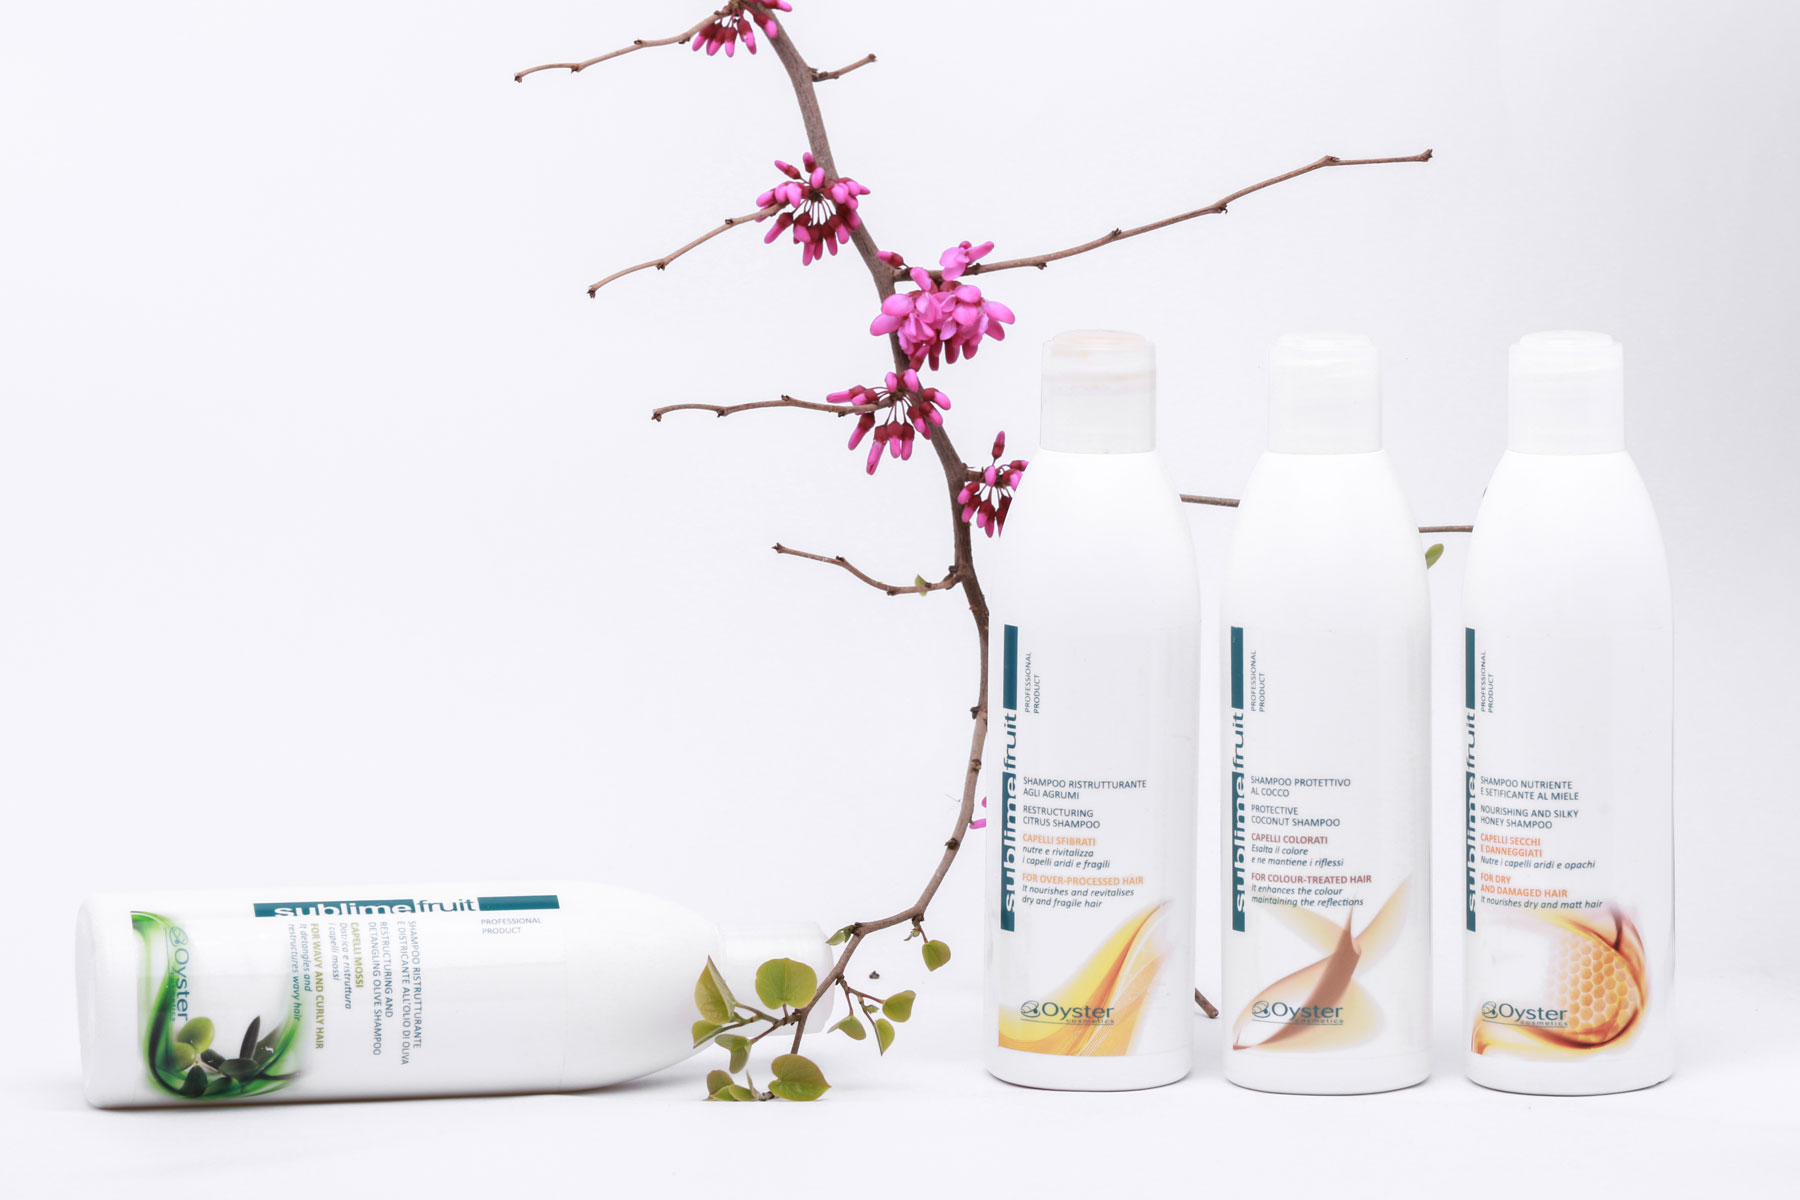 sublime fruit
PROFESSIONAL
PRODUCT
SHAMPOO RISTRUTTURANTE
E DISTRICANTE ALL'OLIO DI OLIVA
RESTRUCTURING AND
DETANGLING OLIVE SHAMPOO
CAPELLI MOSSI
Districa e ristruttura
i capelli mossi
FOR WAVY AND CURLY HAIR
It detangles and
restructures wavy hair
Oyster
cosmetics
sublime fruit
PROFESSIONAL
PRODUCT
SHAMPOO RISTRUTTURANTE
AGLI AGRUMI
RESTRUCTURING
CITRUS SHAMPOO
CAPELLI SFIBRATI
nutre e rivitalizza
i capelli aridi e fragili
FOR OVER-PROCESSED HAIR
It nourishes and revitalises
dry and fragile hair
Oyster
cosmetics
sublime fruit
PROFESSIONAL
PRODUCT
SHAMPOO PROTETTIVO
AL COCCO
PROTECTIVE
COCONUT SHAMPOO
CAPELLI COLORATI
Esalta il colore
e ne mantiene i riflessi
FOR COLOUR-TREATED HAIR
It enhances the colour
maintaining the reflections
Oyster
cosmetics
sublime fruit
PROFESSIONAL
PRODUCT
SHAMPOO NUTRIENTE
E SETIFICANTE AL MIELE
NOURISHING AND SILKY
HONEY SHAMPOO
CAPELLI SECCHI
E DANNEGGIATI
Nutre i capelli aridi e opachi
FOR DRY
AND DAMAGED HAIR
It nourishes dry and matt hair
Oyster
cosmetics